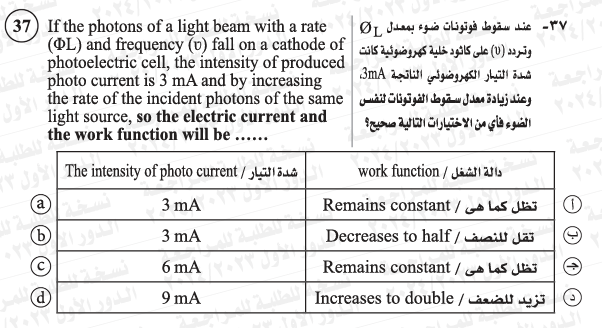 37 If the photons of a light beam with a rate
(ΦL) and frequency (υ) fall on a cathode of
photoelectric cell, the intensity of produced
photo current is 3 mA and by increasing
the rate of the incident photons of the same
light source, so the electric current and
the work function will be ......
٣٧- عند سقوط فوتونات ضوء بمعدل ØL
وتردد (υ) على كاثود خلية كهروضوئية كانت
شدة التيار الكهروضوئي الناتجة 3mA.
وعند زيادة معدل سقوط الفوتونات لنفس
الضوء فأي من الاختيارات التالية صحيح؟
The intensity of photo current / شدة التيار
work function / دالة الشغل
a 3 mA Remains constant / تظل كما هى أ
b 3 mA Decreases to half / تقل للنصف ب
c 6 mA Remains constant / تظل كما هى ج
d 9 mA Increases to double / تزيد للضعف د